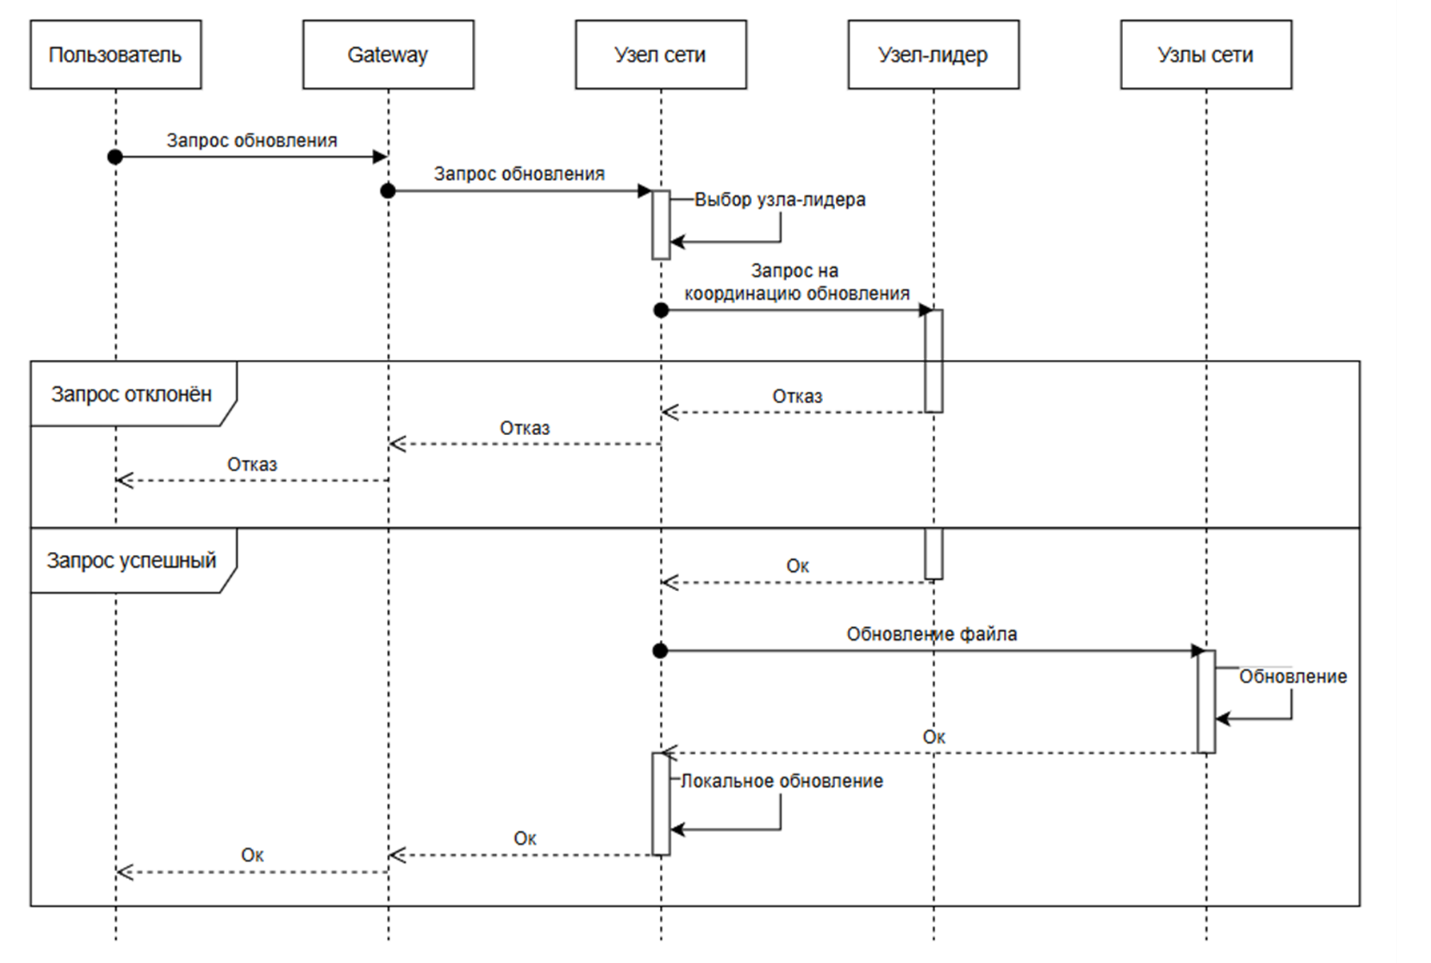 Пользователь
Gateway
Узел сети
Узел-лидер
Узлы сети
Запрос обновления
Запрос обновления
Выбор узла-лидера
Запрос на
координацию обновления
Запрос отклонён
Отказ
Отказ
Отказ
Запрос успешный
Ок
Обновление файла
Обновление
Ок
Локальное обновление
Ок
Ок